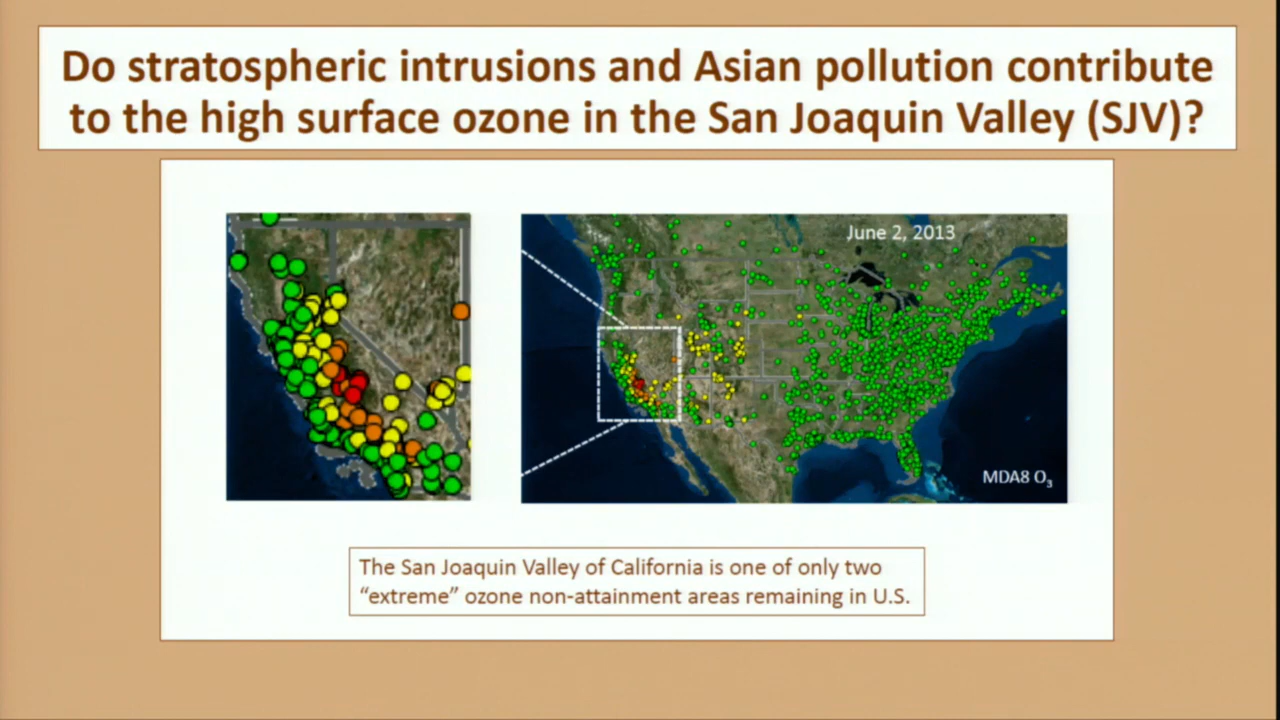 Do stratospheric intrusions and Asian pollution contribute
to the high surface ozone in the San Joaquin Valley (SJV)?
June 2, 2013
MDA8 O₃
The San Joaquin Valley of California is one of only two
“extreme” ozone non-attainment areas remaining in U.S.